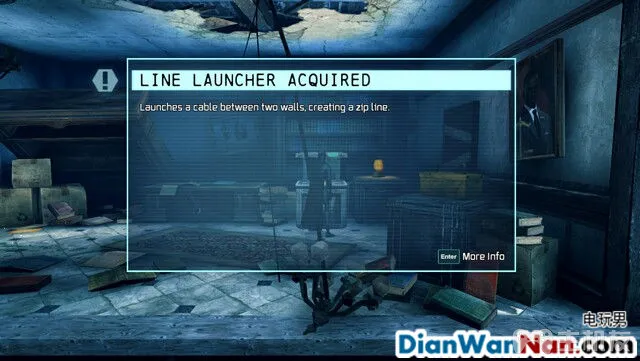 LINE LAUNCHER ACQUIRED
Launches a cable between two walls, creating a zip line.
Enter More Info
电玩男
DianWanNan.com